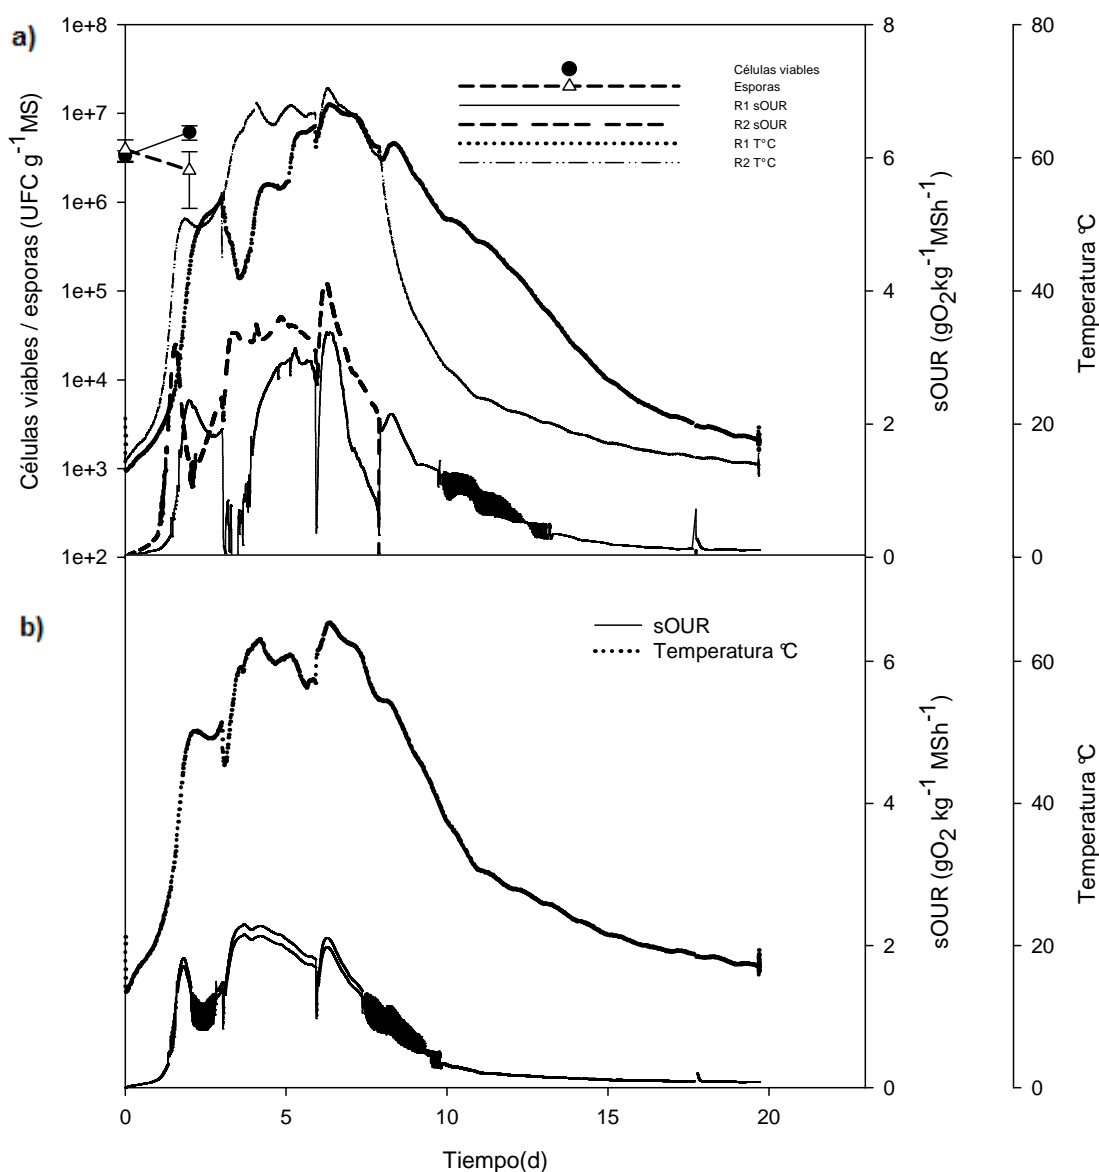 a)
1e+8
1e+7
1e+6
1e+5
1e+4
1e+3
1e+2
Células viables / esporas (UFC g-1MS)
Células viables
Esporas
R1 sOUR
R2 sOUR
R1 T°C
R2 T°C
8
6
4
2
0
sOUR (gO2kg-1MSh-1)
80
60
40
20
0
Temperatura °C
b)
sOUR
Temperatura °C
6
4
2
0
sOUR (gO2 kg-1 MSh-1)
60
40
20
0
Temperatura °C
0 5 10 15 20
Tiempo(d)